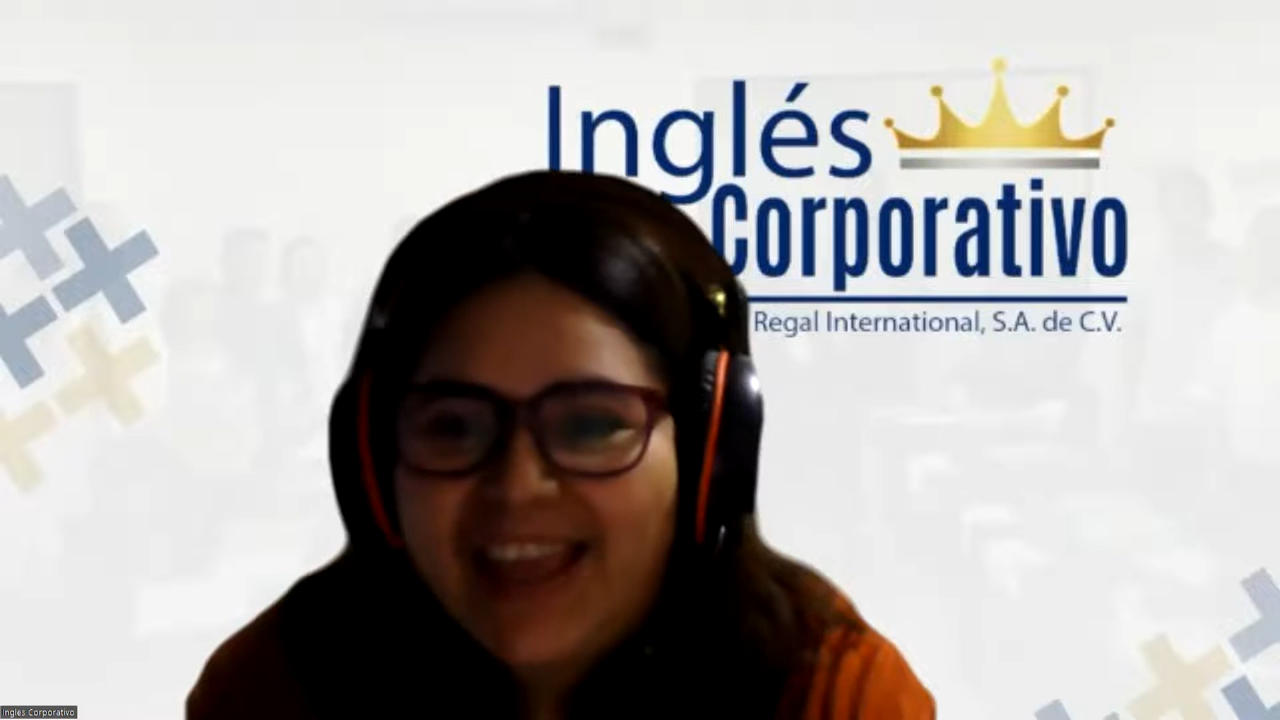 Inglés
Corporativo
Regal International, S.A. de C.V.
Inglés Corporativo